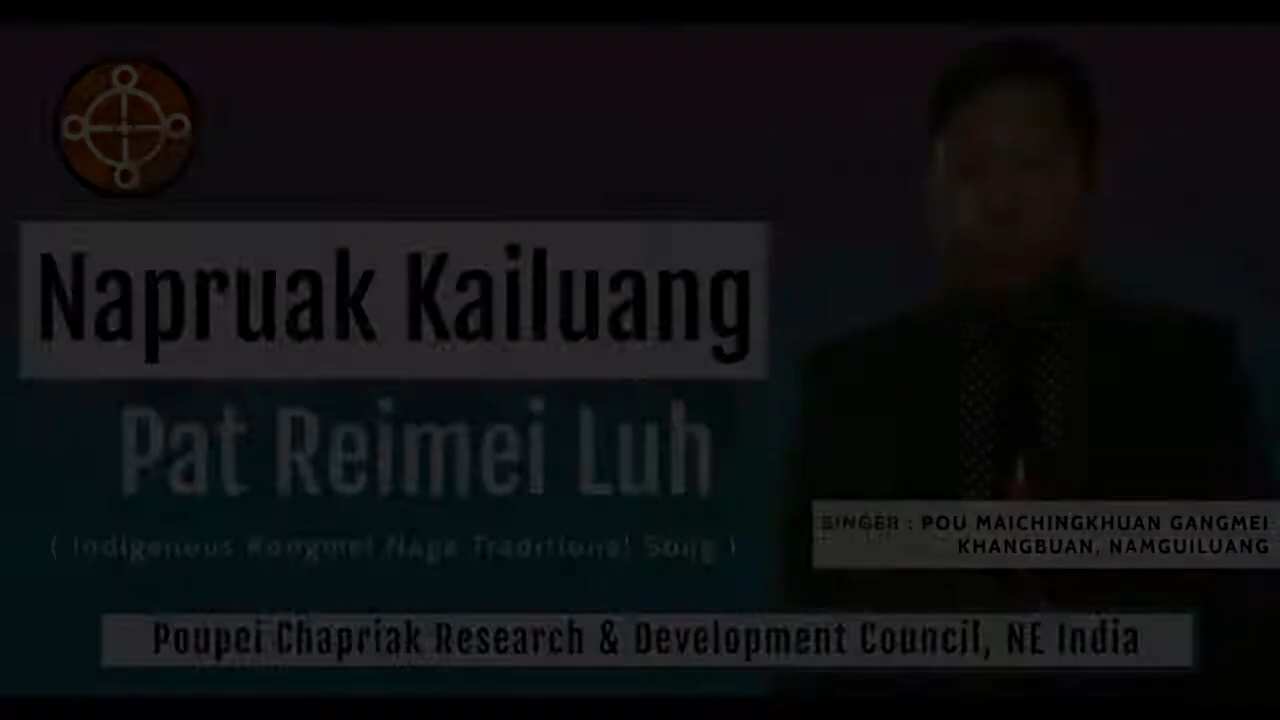 Napruak Kailuang
Pat Reimei Luh
( Indigenous Rongmei Naga Traditional Song )
SINGER : POU MAICHINGKHUAN GANGMEI
KHANGBUAN, NAMGUILUANG
Poupei Chapriak Research & Development Council, NE India